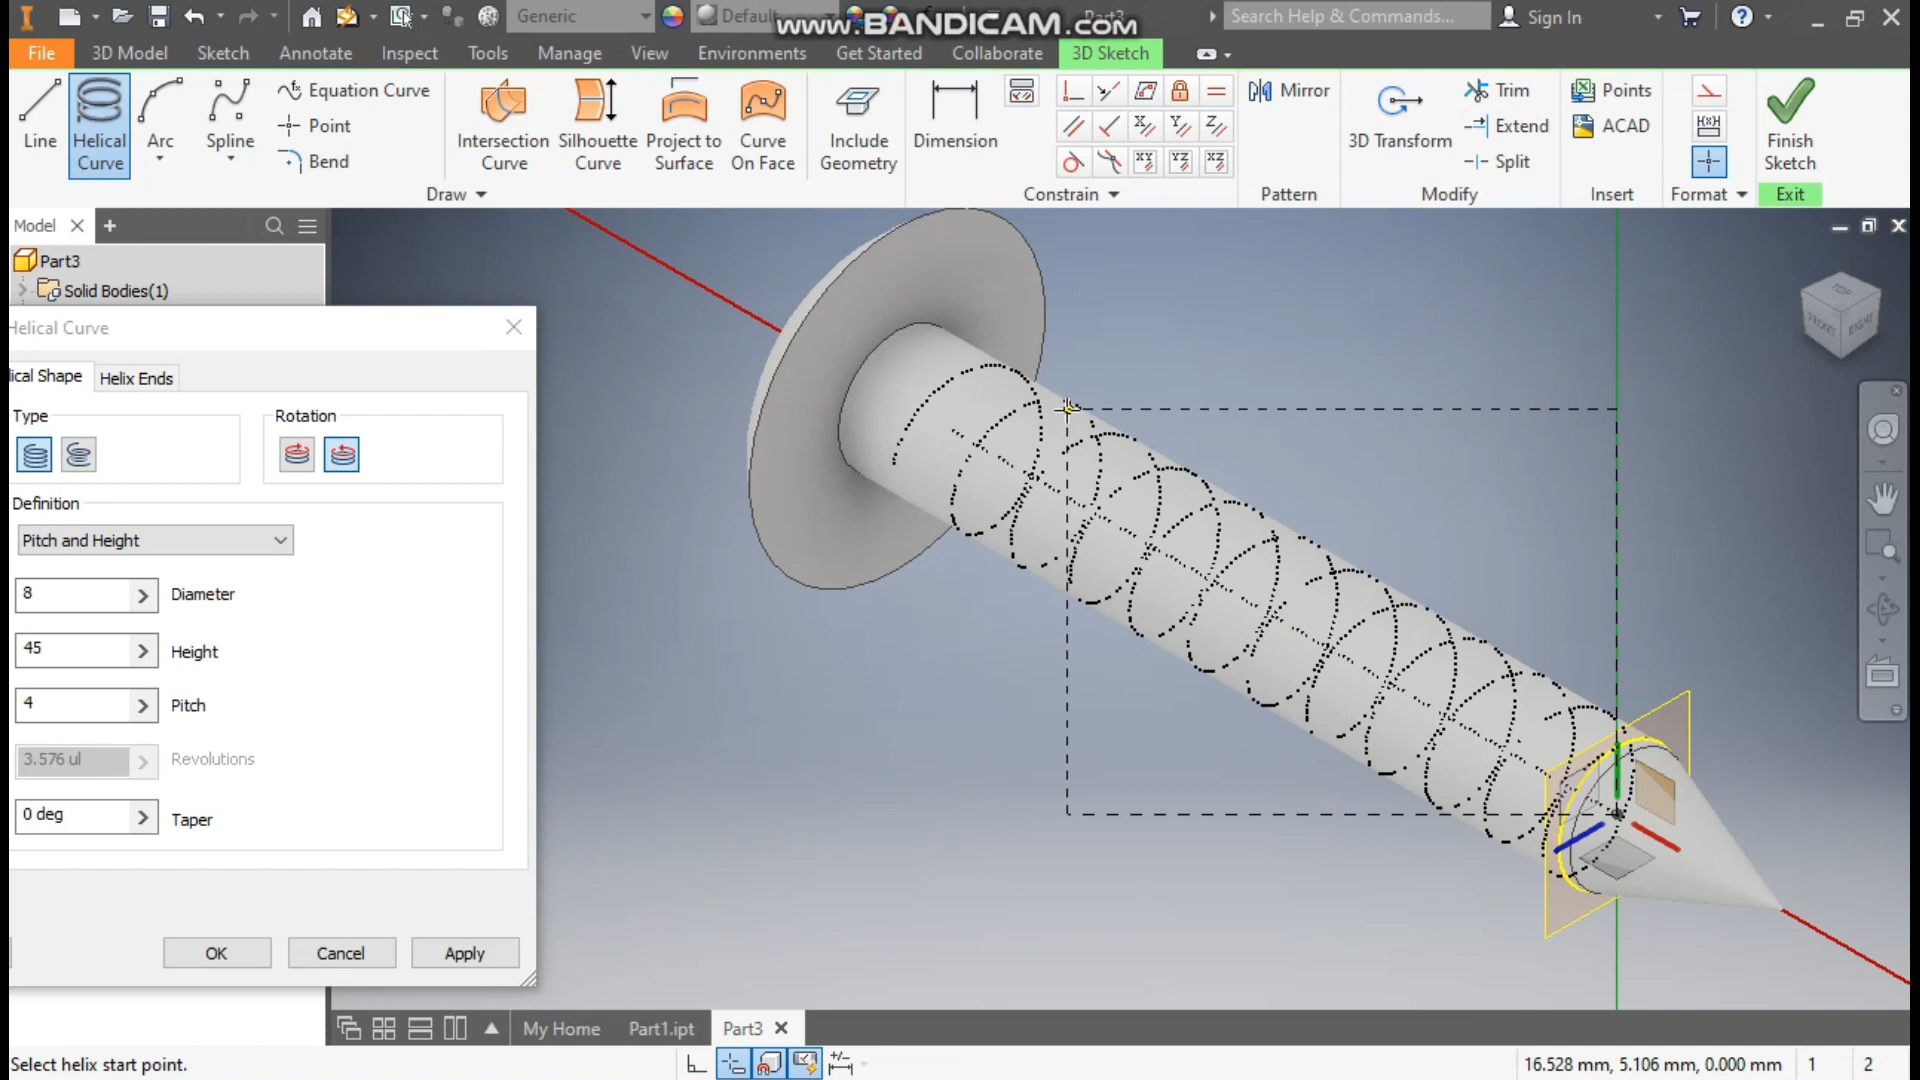 Generic
Default
www.BANDICAM.com
Search Help & Commands...
Sign In
File
3D Model
Sketch
Annotate
Inspect
Tools
Manage
View
Environments
Get Started
Collaborate
3D Sketch
Line
Helical
Curve
Arc
Spline
Equation Curve
Point
Bend
Intersection
Curve
Silhouette
Curve
Project to
Surface
Curve
On Face
Include
Geometry
Dimension
Mirror
3D Transform
Trim
Extend
Split
Points
ACAD
Finish
Sketch
Draw
Constrain
Pattern
Modify
Insert
Format
Exit
Model
Part3
Solid Bodies(1)
Helical Curve
ical Shape
Helix Ends
Type
Rotation
Definition
Pitch and Height
8
Diameter
45
Height
4
Pitch
3.576 ul
Revolutions
0 deg
Taper
OK
Cancel
Apply
TOP
FRONT
RIGHT
My Home
Part1.ipt
Part3
Select helix start point.
16.528 mm, 5.106 mm, 0.000 mm
1
2